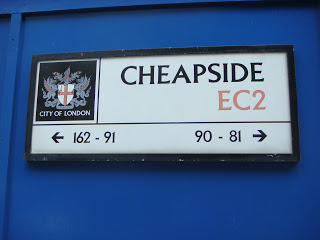 CHEAPSIDE
EC2
CITY OF LONDON
← 162 - 91 90 - 81 →